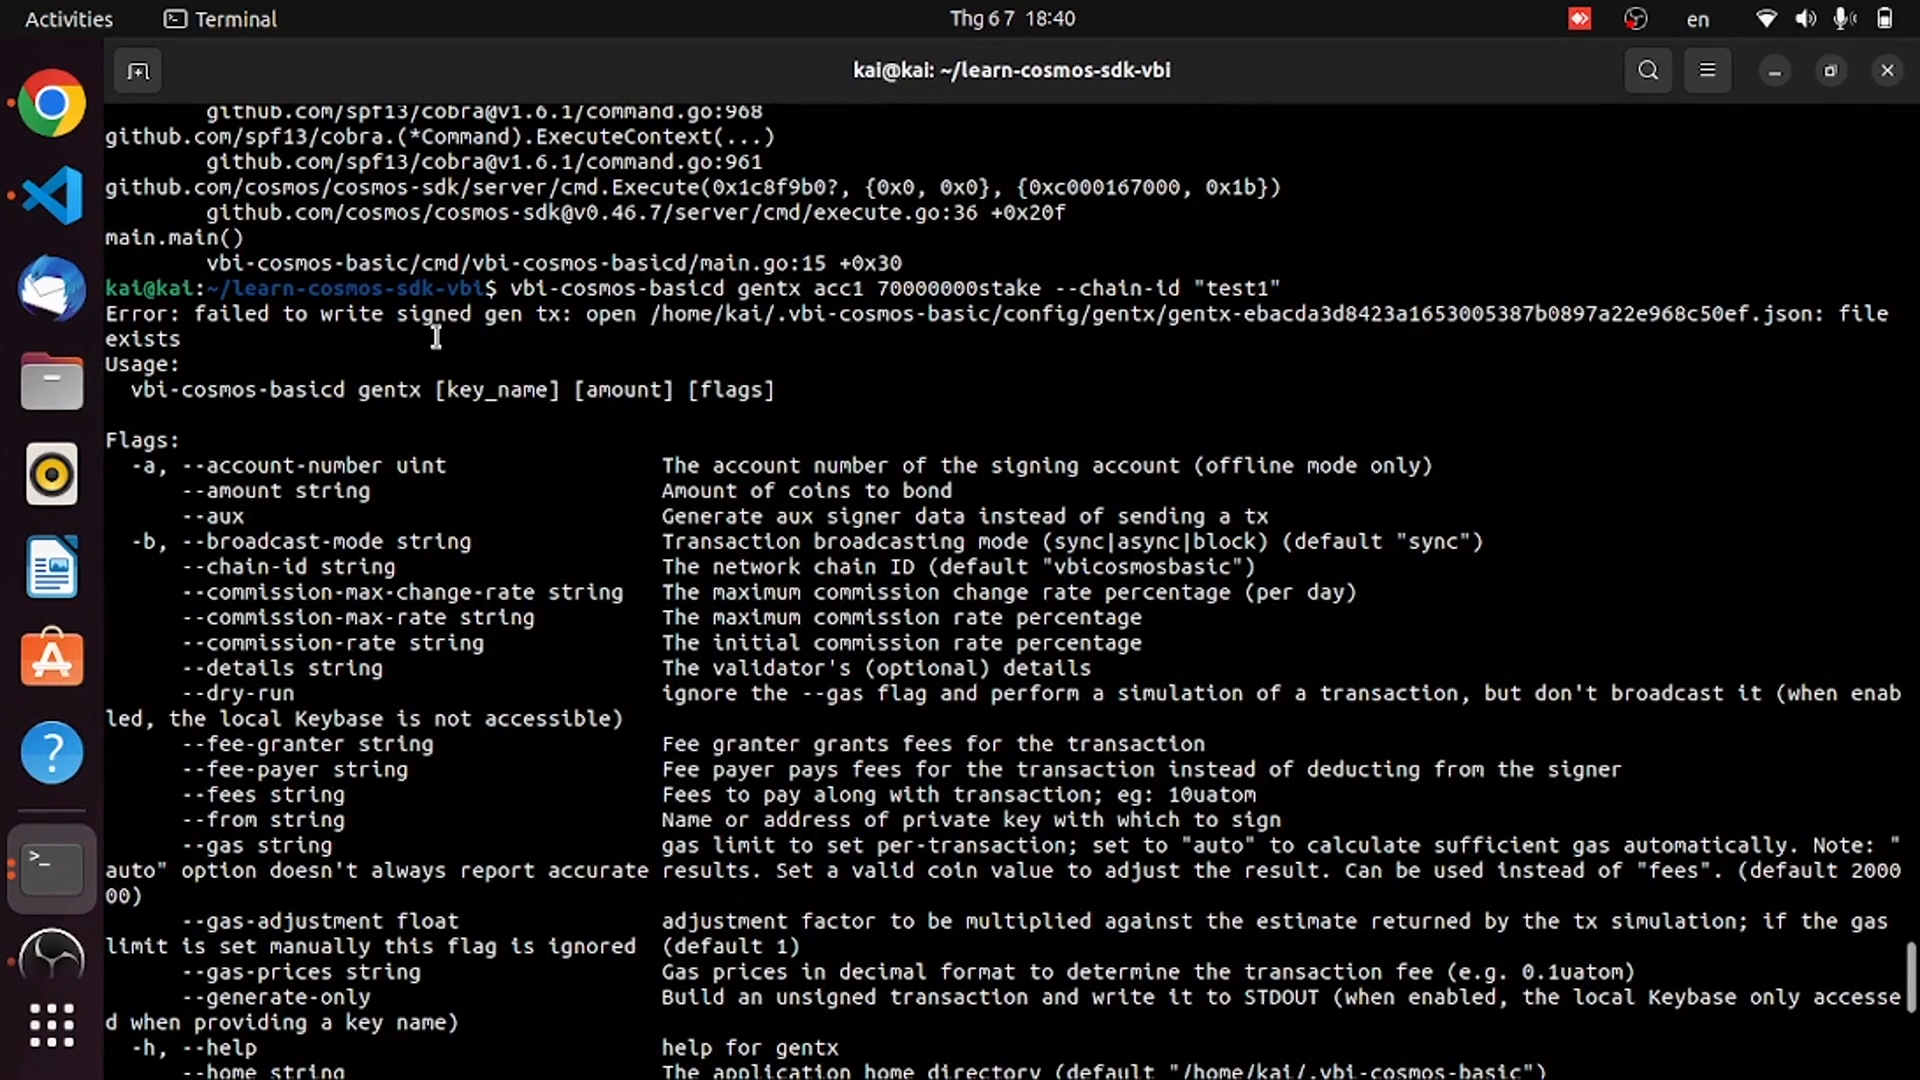 Activities Terminal Thg 6 7 18:40 en
kai@kai: ~/learn-cosmos-sdk-vbi
github.com/spf13/cobra@v1.6.1/command.go:968
github.com/spf13/cobra.(*Command).ExecuteContext(...)
github.com/spf13/cobra@v1.6.1/command.go:961
github.com/cosmos/cosmos-sdk/server/cmd.Execute(0x1c8f9b0?, {0x0, 0x0}, {0xc000167000, 0x1b})
github.com/cosmos/cosmos-sdk@v0.46.7/server/cmd/execute.go:36 +0x20f
main.main()
vbi-cosmos-basic/cmd/vbi-cosmos-basicd/main.go:15 +0x30
kai@kai:~/learn-cosmos-sdk-vbi$ vbi-cosmos-basicd gentx acc1 70000000stake --chain-id "test1"
Error: failed to write signed gen tx: open /home/kai/.vbi-cosmos-basic/config/gentx/gentx-ebacda3d8423a1653005387b0897a22e968c50ef.json: file
exists
Usage:
vbi-cosmos-basicd gentx [key_name] [amount] [flags]
Flags:
-a, --account-number uint The account number of the signing account (offline mode only)
--amount string Amount of coins to bond
--aux Generate aux signer data instead of sending a tx
-b, --broadcast-mode string Transaction broadcasting mode (sync|async|block) (default "sync")
--chain-id string The network chain ID (default "vbicosmosbasic")
--commission-max-change-rate string The maximum commission change rate percentage (per day)
--commission-max-rate string The maximum commission rate percentage
--commission-rate string The initial commission rate percentage
--details string The validator's (optional) details
--dry-run ignore the --gas flag and perform a simulation of a transaction, but don't broadcast it (when enab
led, the local Keybase is not accessible)
--fee-granter string Fee granter grants fees for the transaction
--fee-payer string Fee payer pays fees for the transaction instead of deducting from the signer
--fees string Fees to pay along with transaction; eg: 10uatom
--from string Name or address of private key with which to sign
--gas string gas limit to set per-transaction; set to "auto" to calculate sufficient gas automatically. Note: "
auto" option doesn't always report accurate results. Set a valid coin value to adjust the result. Can be used instead of "fees". (default 2000
00)
--gas-adjustment float adjustment factor to be multiplied against the estimate returned by the tx simulation; if the gas
limit is set manually this flag is ignored (default 1)
--gas-prices string Gas prices in decimal format to determine the transaction fee (e.g. 0.1uatom)
--generate-only Build an unsigned transaction and write it to STDOUT (when enabled, the local Keybase only accesse
d when providing a key name)
-h, --help help for gentx
--home string The application home directory (default "/home/kai/.vbi-cosmos-basic")